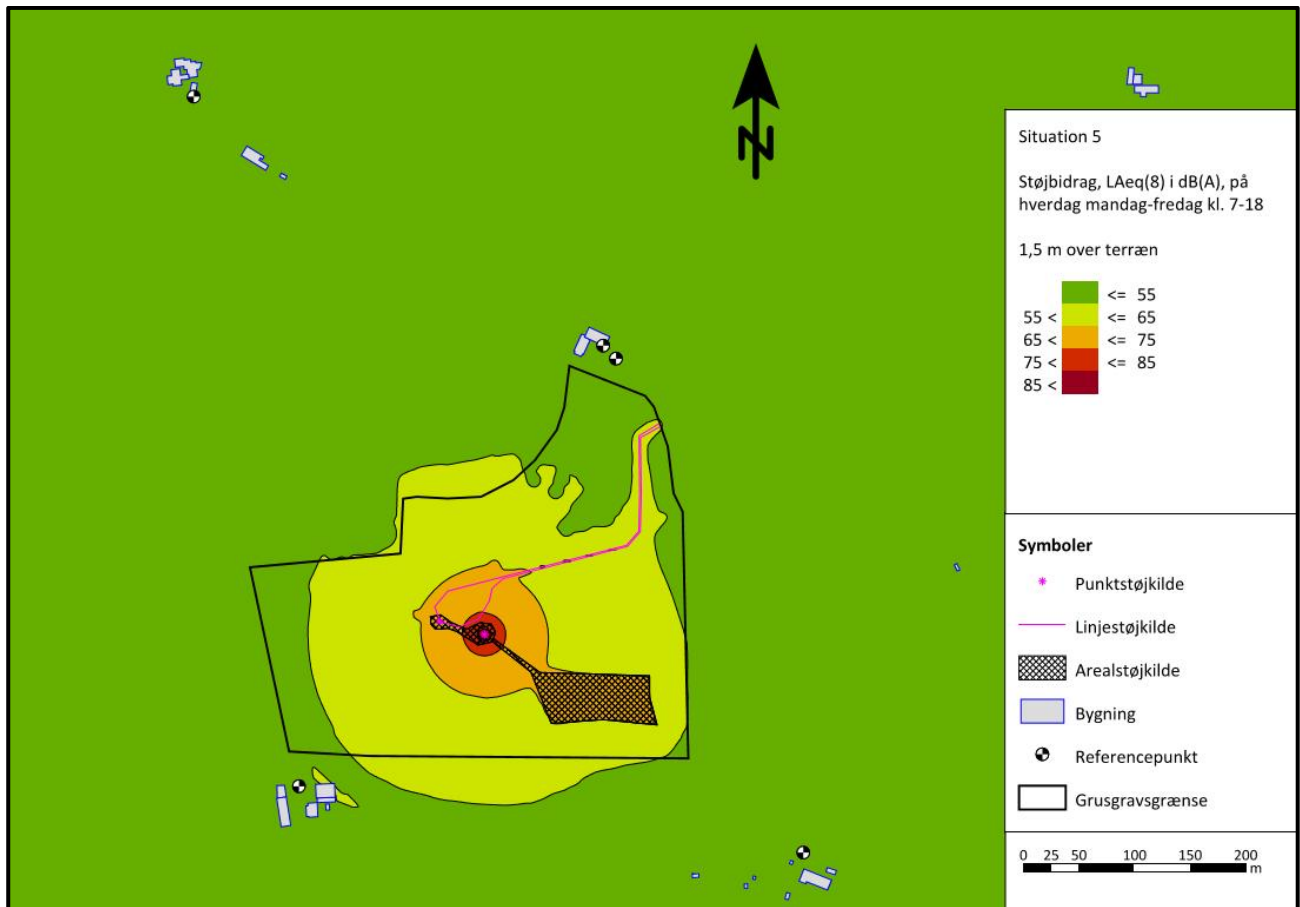 N
Situation 5
Støjbidrag, LAeq(8) i dB(A), på
hverdag mandag-fredag kl. 7-18
1,5 m over terræn
<= 55
55 < <= 65
65 < <= 75
75 < <= 85
85 <
Symboler
Punktstøjkilde
Linjestøjkilde
Arealstøjkilde
Bygning
Referencepunkt
Grusgravsgrænse
0 25 50 100 150 200
m